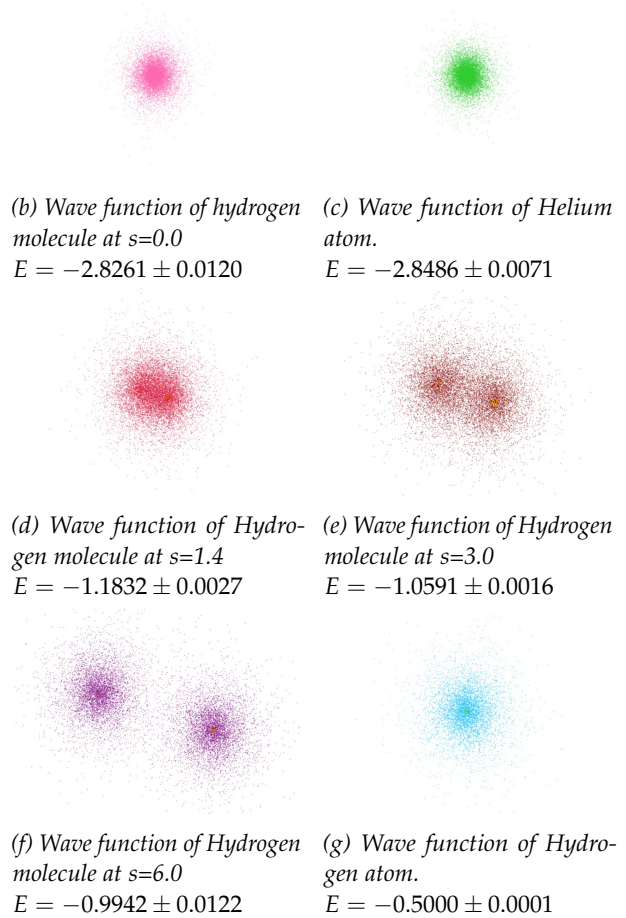 (b) Wave function of hydrogen
molecule at s=0.0
E = −2.8261 ± 0.0120
(c) Wave function of Helium
atom.
E = −2.8486 ± 0.0071
(d) Wave function of Hydro-
gen molecule at s=1.4
E = −1.1832 ± 0.0027
(e) Wave function of Hydrogen
molecule at s=3.0
E = −1.0591 ± 0.0016
(f) Wave function of Hydrogen
molecule at s=6.0
E = −0.9942 ± 0.0122
(g) Wave function of Hydro-
gen atom.
E = −0.5000 ± 0.0001